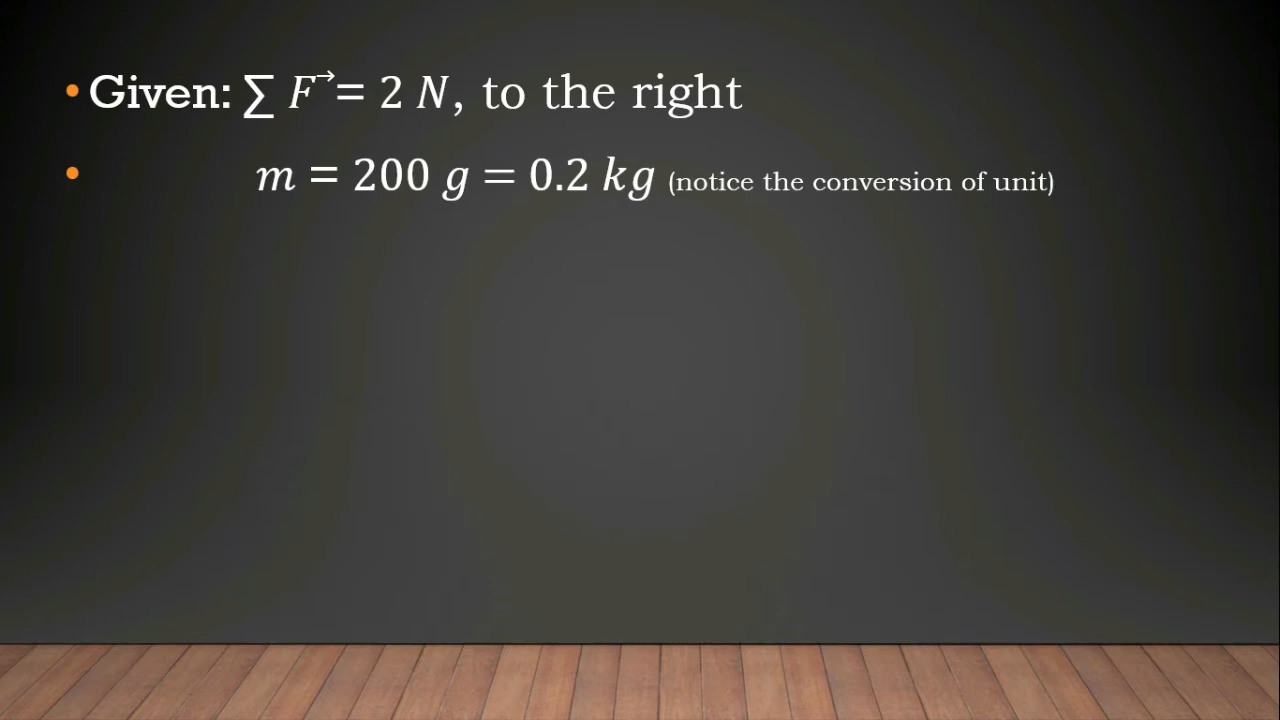 • Given: ∑ F⃗ = 2 N, to the right
• m = 200 g = 0.2 kg (notice the conversion of unit)